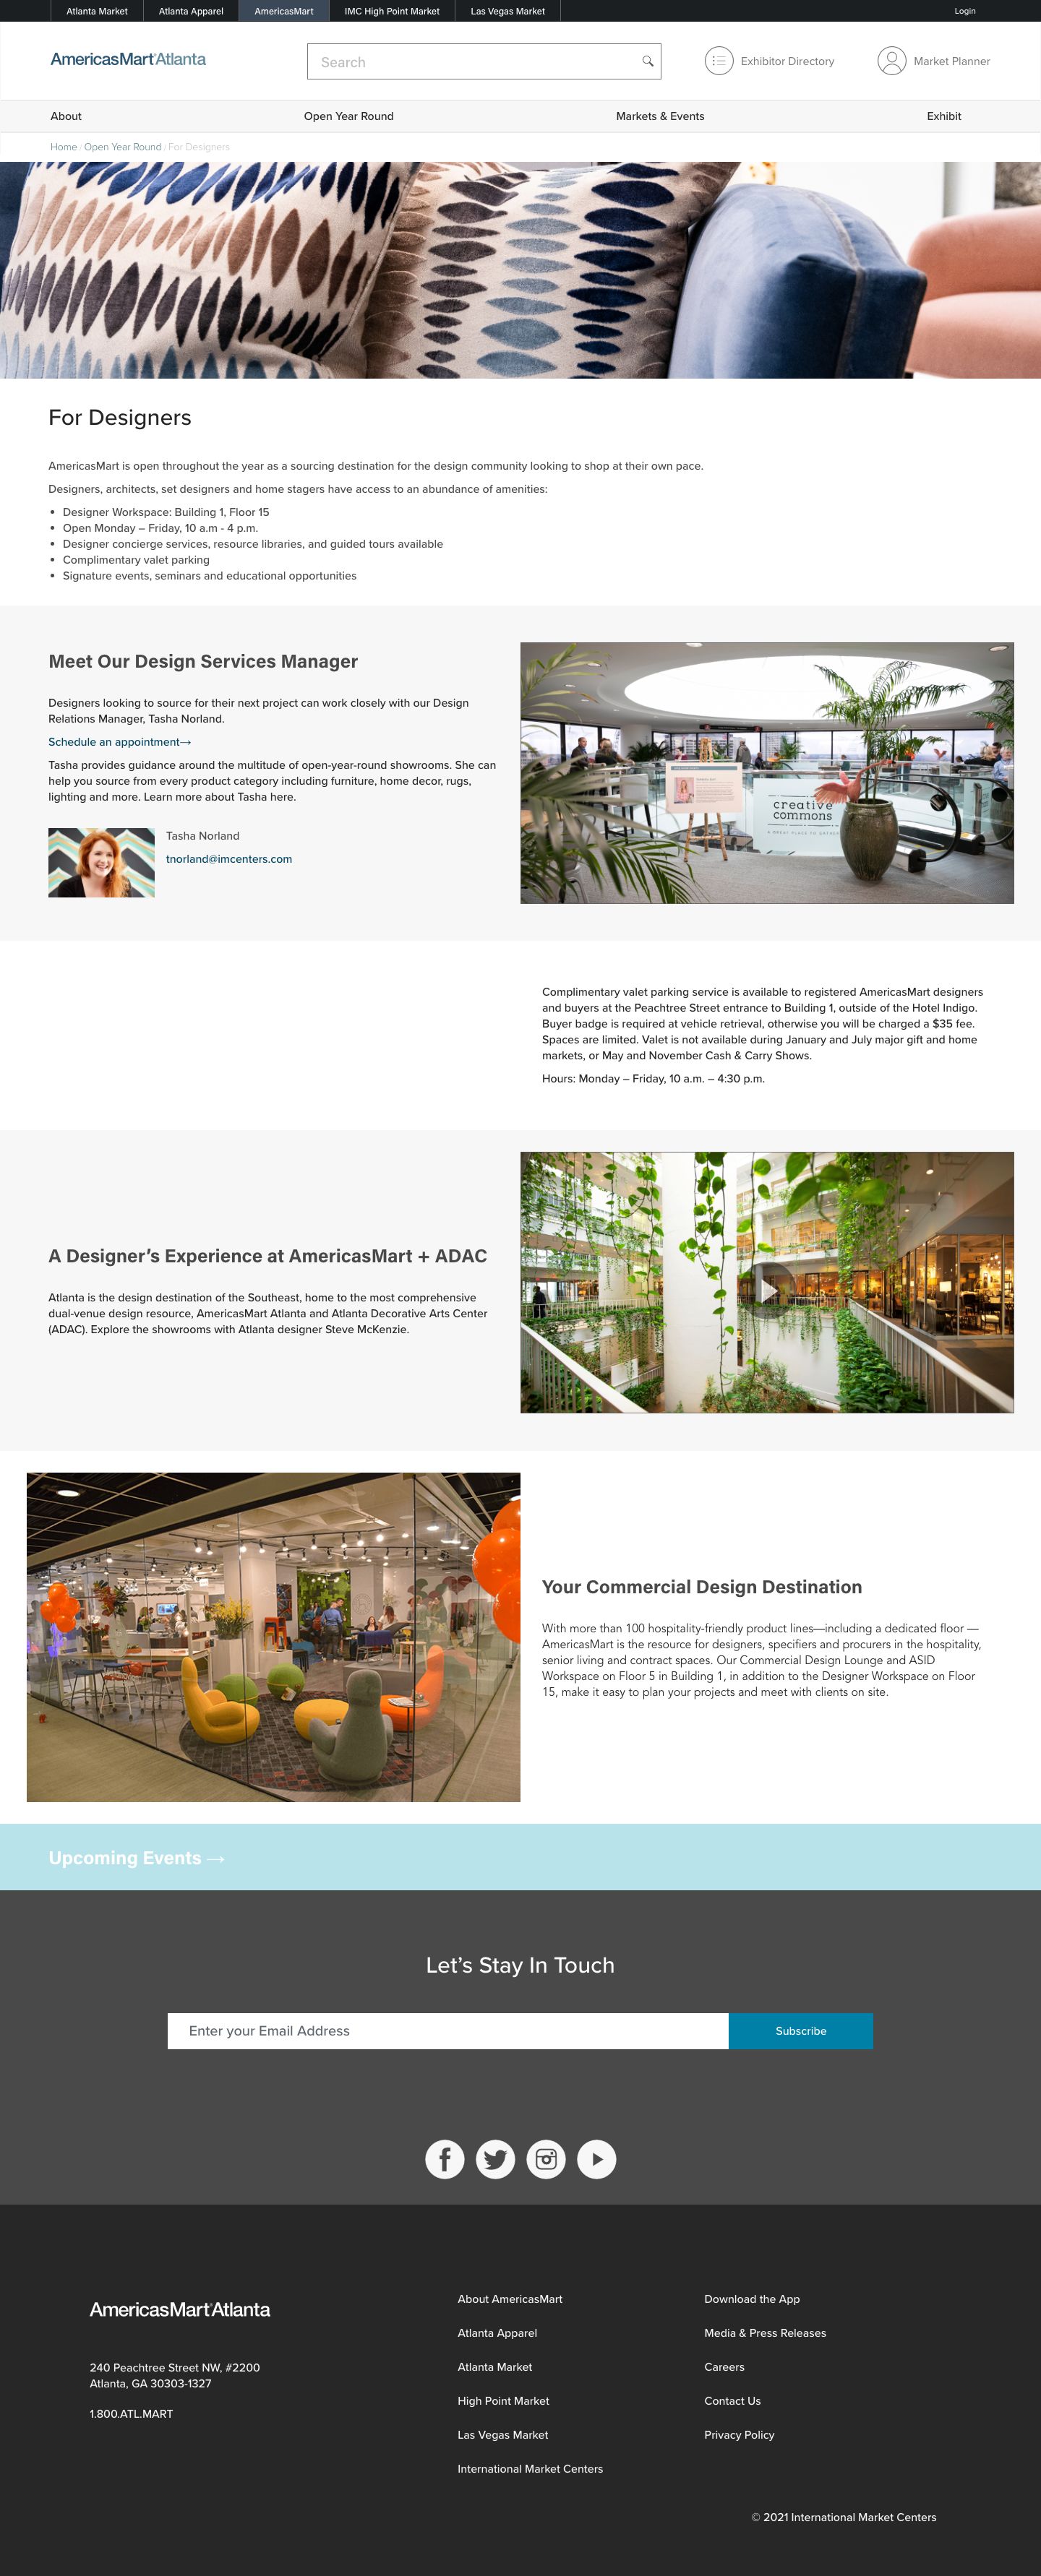 Atlanta Market
Atlanta Apparel
AmericasMart
IMC High Point Market
Las Vegas Market
Login
AmericasMart Atlanta
Search
Exhibitor Directory
Market Planner
About
Open Year Round
Markets & Events
Exhibit
Home / Open Year Round / For Designers
For Designers
AmericasMart is open throughout the year as a sourcing destination for the design community looking to shop at their own pace.
Designers, architects, set designers and home stagers have access to an abundance of amenities:
• Designer Workspace: Building 1, Floor 15
• Open Monday – Friday, 10 a.m - 4 p.m.
• Designer concierge services, resource libraries, and guided tours available
• Complimentary valet parking
• Signature events, seminars and educational opportunities
Meet Our Design Services Manager
Designers looking to source for their next project can work closely with our Design
Relations Manager, Tasha Norland.
Schedule an appointment→
Tasha provides guidance around the multitude of open-year-round showrooms. She can
help you source from every product category including furniture, home decor, rugs,
lighting and more. Learn more about Tasha here.
Tasha Norland
tnorland@imcenters.com
creative
commons
A GREAT PLACE TO GATHER
Complimentary valet parking service is available to registered AmericasMart designers
and buyers at the Peachtree Street entrance to Building 1, outside of the Hotel Indigo.
Buyer badge is required at vehicle retrieval, otherwise you will be charged a $35 fee.
Spaces are limited. Valet is not available during January and July major gift and home
markets, or May and November Cash & Carry Shows.
Hours: Monday – Friday, 10 a.m. – 4:30 p.m.
A Designer’s Experience at AmericasMart + ADAC
Atlanta is the design destination of the Southeast, home to the most comprehensive
dual-venue design resource, AmericasMart Atlanta and Atlanta Decorative Arts Center
(ADAC). Explore the showrooms with Atlanta designer Steve McKenzie.
Your Commercial Design Destination
With more than 100 hospitality-friendly product lines—including a dedicated floor —
AmericasMart is the resource for designers, specifiers and procurers in the hospitality,
senior living and contract spaces. Our Commercial Design Lounge and ASID
Workspace on Floor 5 in Building 1, in addition to the Designer Workspace on Floor
15, make it easy to plan your projects and meet with clients on site.
Upcoming Events →
Let’s Stay In Touch
Enter your Email Address
Subscribe
AmericasMart Atlanta
240 Peachtree Street NW, #2200
Atlanta, GA 30303-1327
1.800.ATL.MART
About AmericasMart
Atlanta Apparel
Atlanta Market
High Point Market
Las Vegas Market
International Market Centers
Download the App
Media & Press Releases
Careers
Contact Us
Privacy Policy
© 2021 International Market Centers